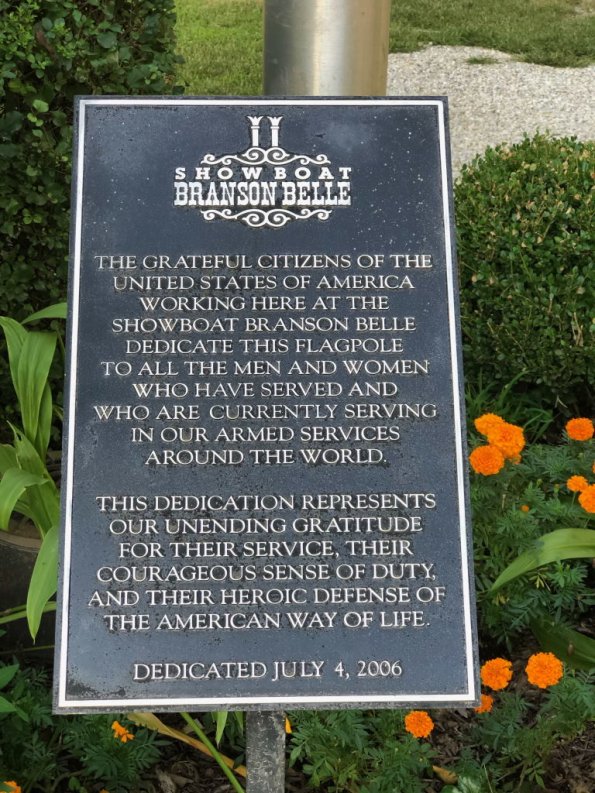 SHOWBOAT
BRANSON BELLE
THE GRATEFUL CITIZENS OF THE
UNITED STATES OF AMERICA
WORKING HERE AT THE
SHOWBOAT BRANSON BELLE
DEDICATE THIS FLAGPOLE
TO ALL THE MEN AND WOMEN
WHO HAVE SERVED AND
WHO ARE CURRENTLY SERVING
IN OUR ARMED SERVICES
AROUND THE WORLD.
THIS DEDICATION REPRESENTS
OUR UNENDING GRATITUDE
FOR THEIR SERVICE, THEIR
COURAGEOUS SENSE OF DUTY,
AND THEIR HEROIC DEFENSE OF
THE AMERICAN WAY OF LIFE.
DEDICATED JULY 4, 2006